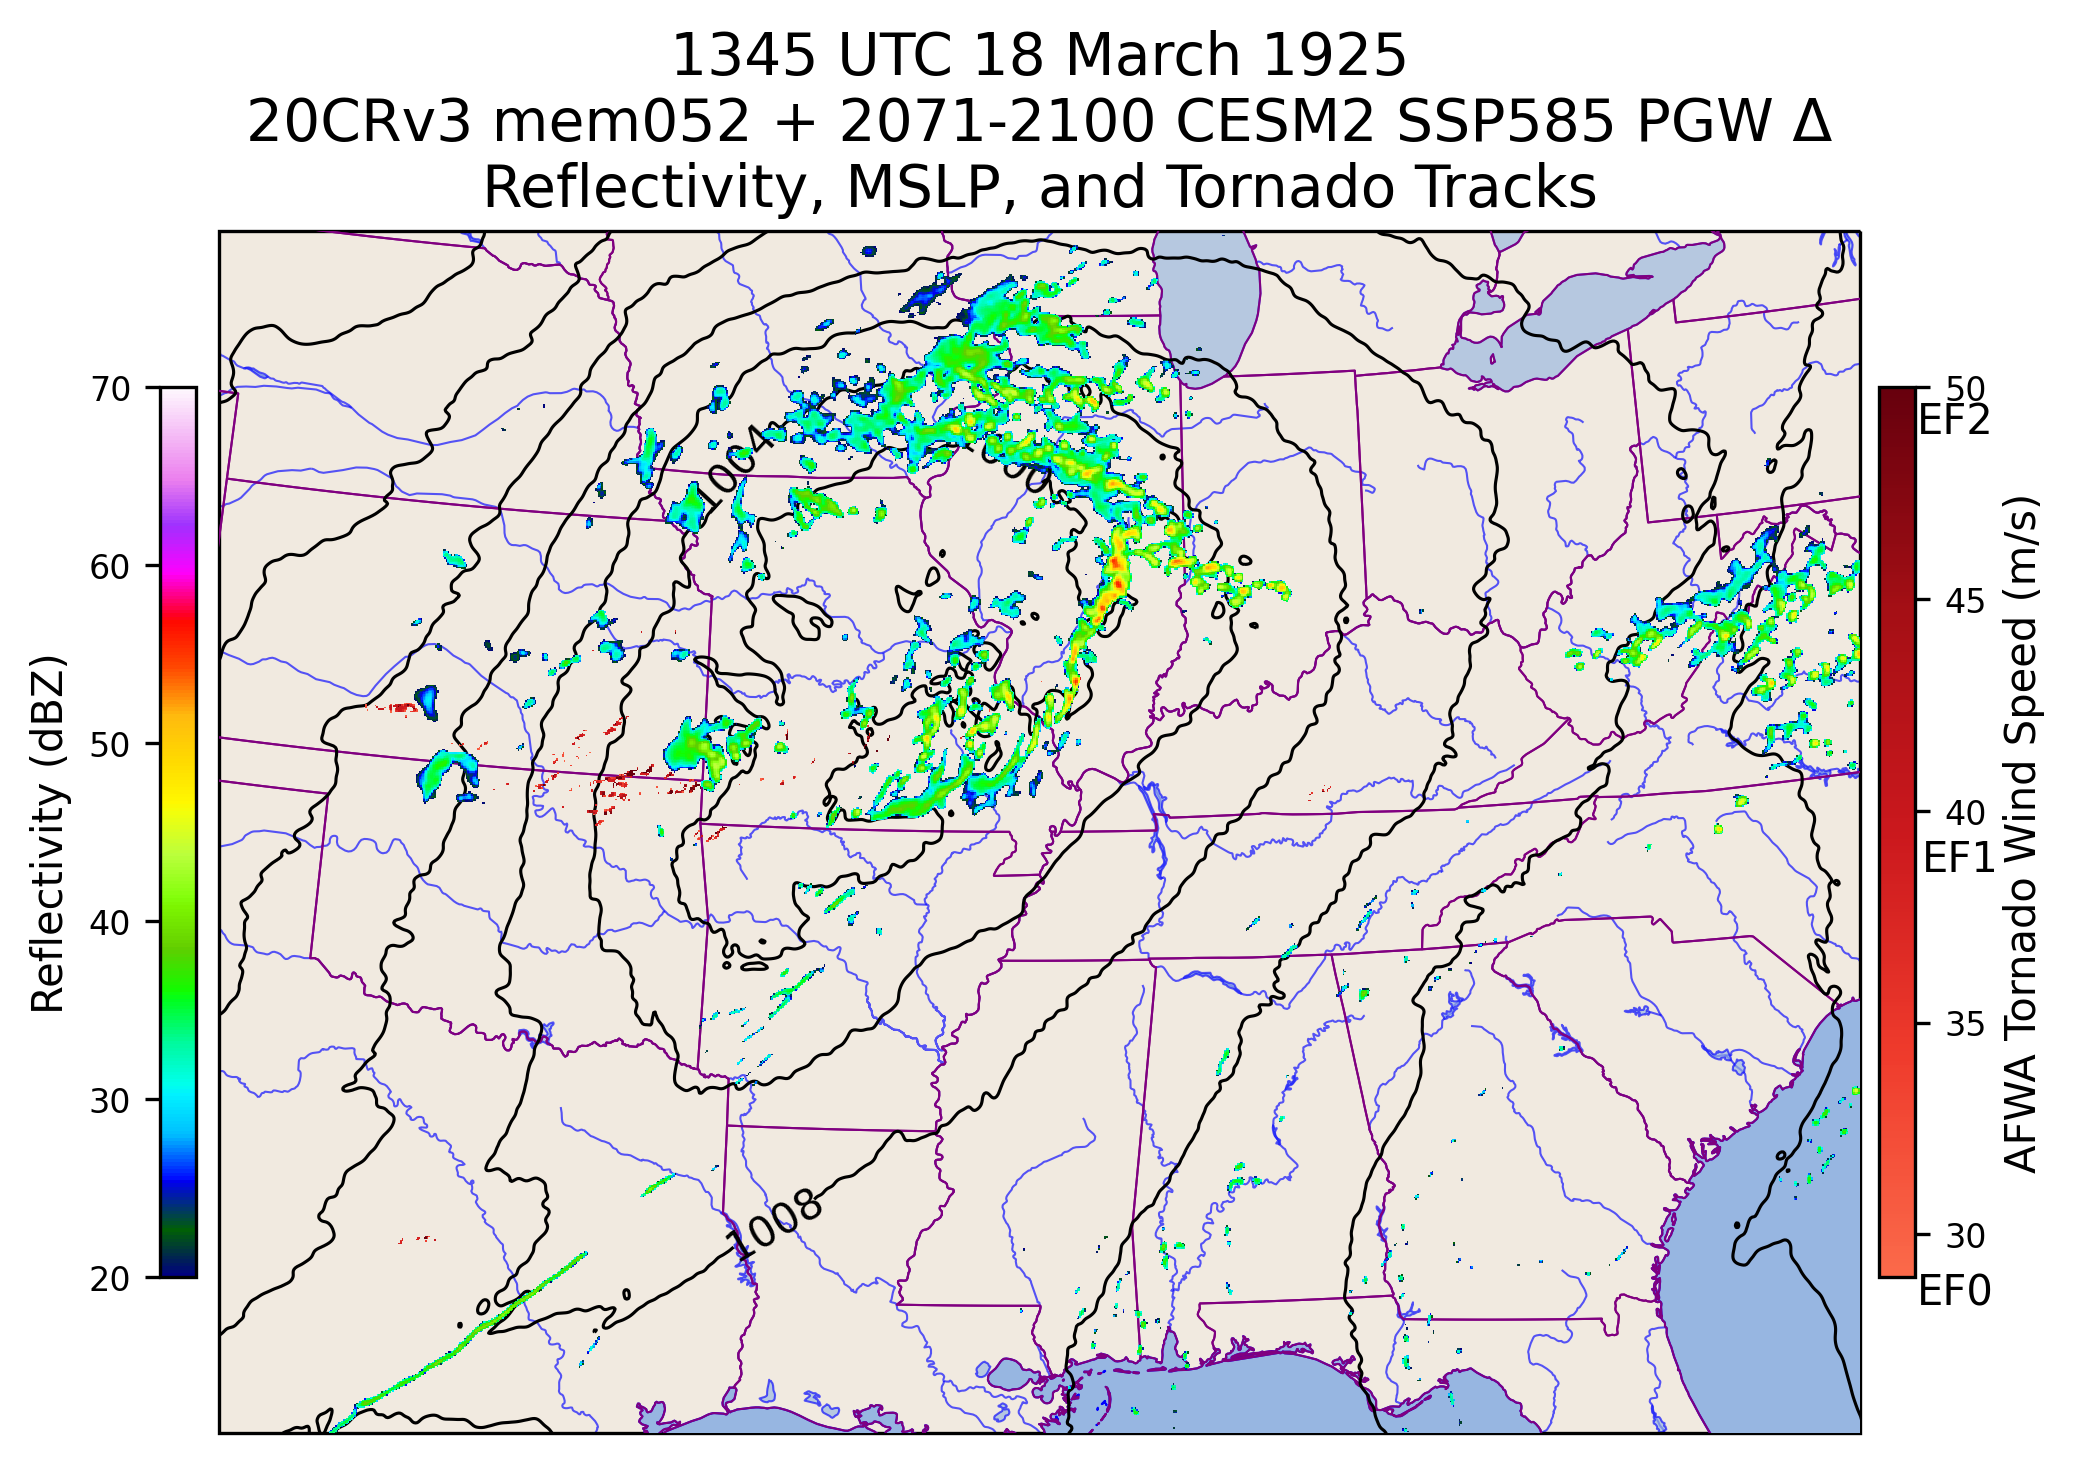 1345 UTC 18 March 1925
20CRv3 mem052 + 2071-2100 CESM2 SSP585 PGW Δ
Reflectivity, MSLP, and Tornado Tracks
70
60
50
40
30
20
Reflectivity (dBZ)
1004
1008
50
EF2
45
40
EF1
35
30
EF0
AFWA Tornado Wind Speed (m/s)